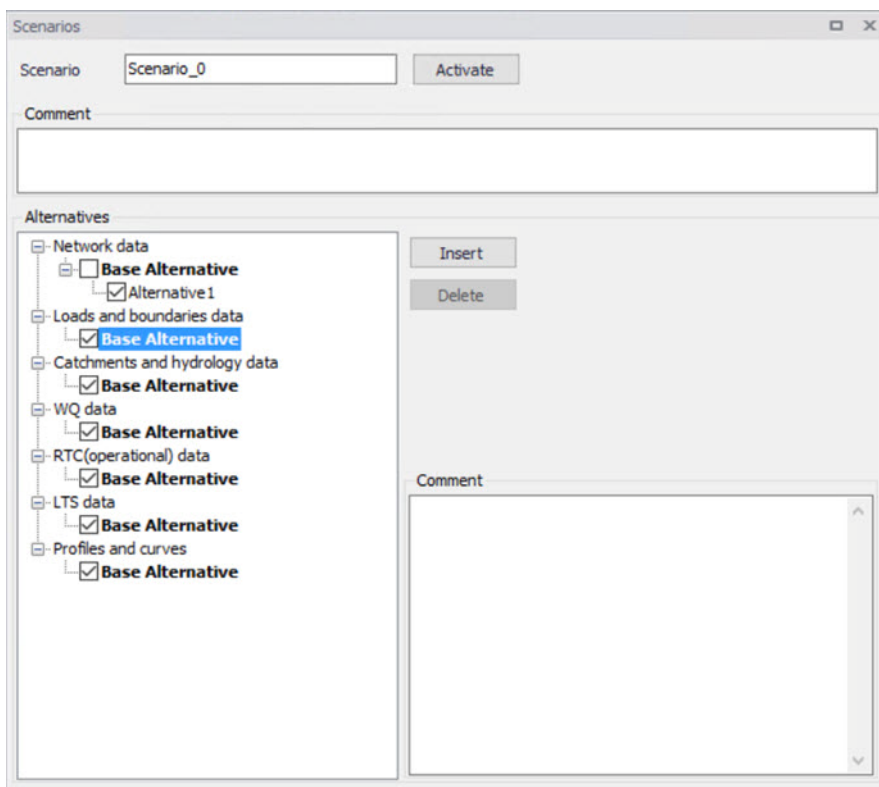 Scenarios
Scenario Scenario_0 Activate
Comment
Alternatives
Network data
Base Alternative
Alternative1
Loads and boundaries data
Base Alternative
Catchments and hydrology data
Base Alternative
WQ data
Base Alternative
RTC(operational) data
Base Alternative
LTS data
Base Alternative
Profiles and curves
Base Alternative
Insert
Delete
Comment